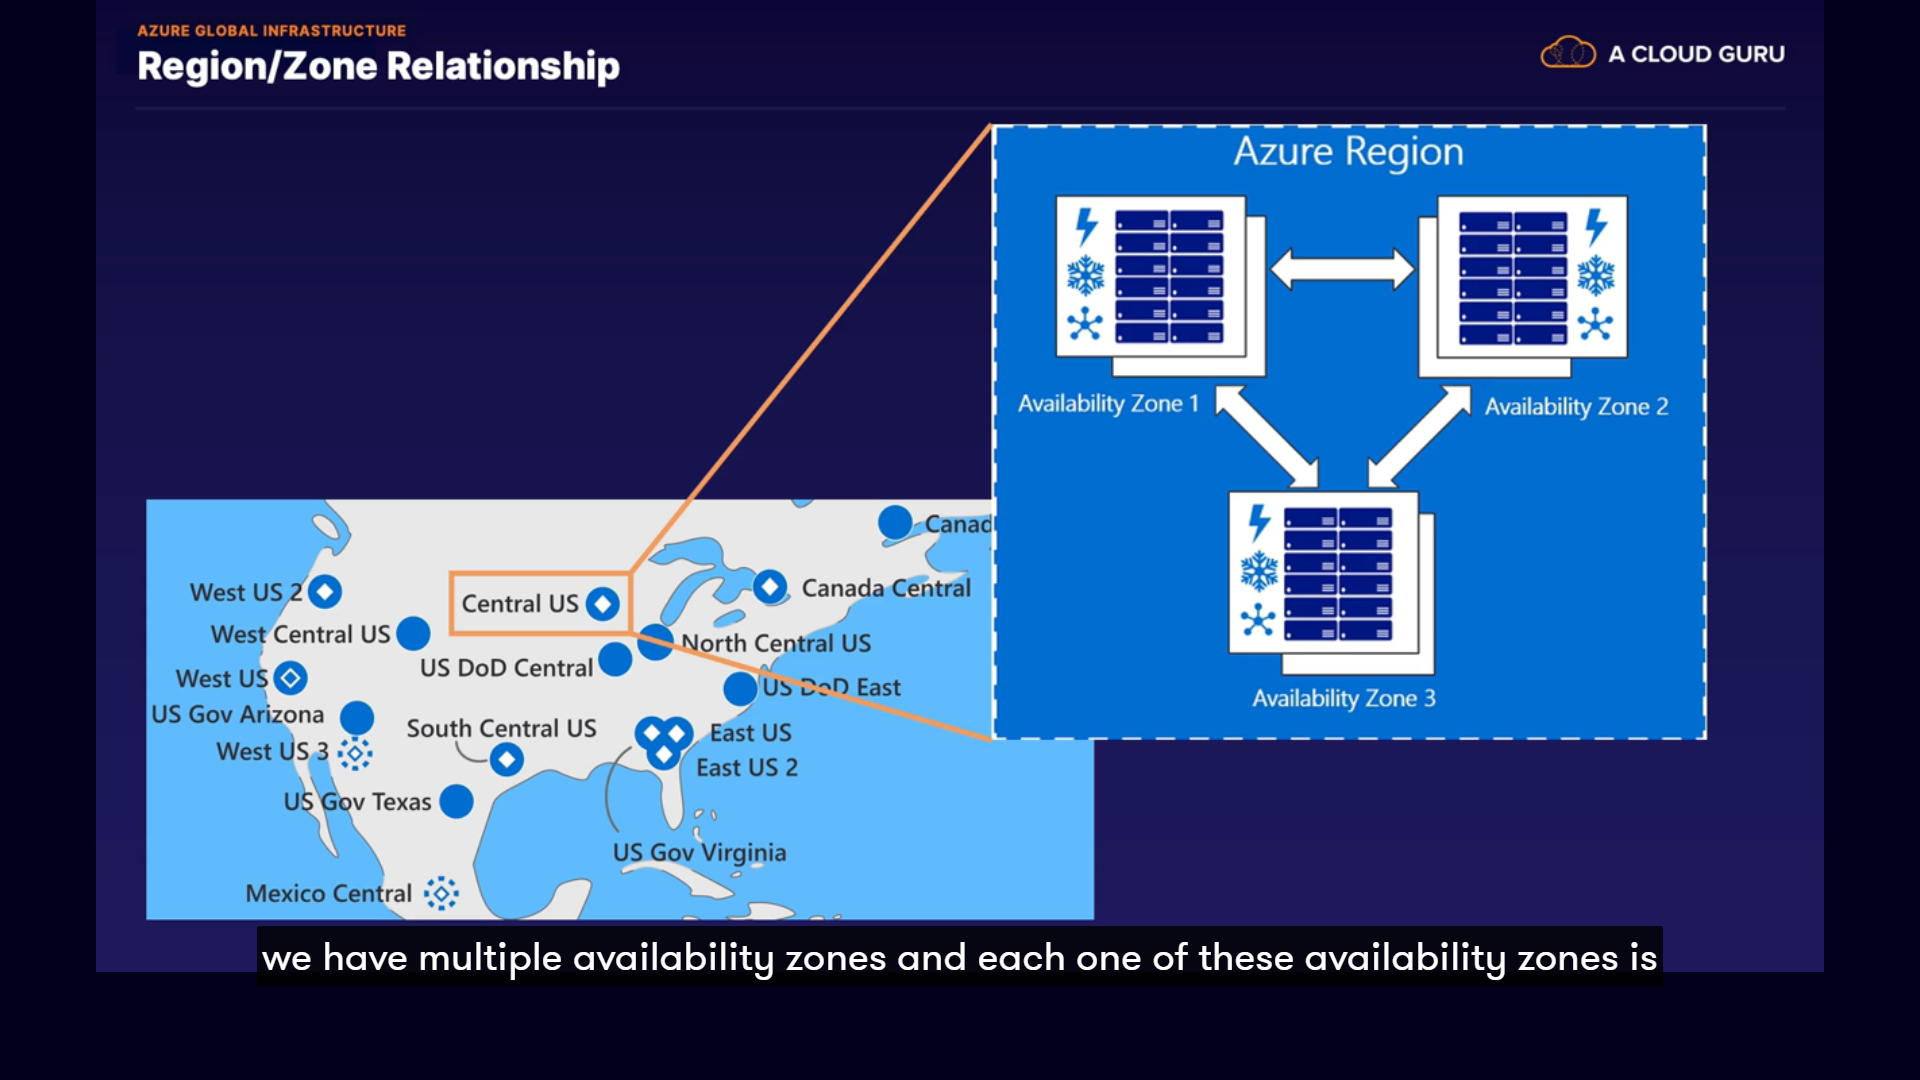 AZURE GLOBAL INFRASTRUCTURE
Region/Zone Relationship
A CLOUD GURU
Azure Region
Availability Zone 1
Availability Zone 2
Availability Zone 3
Canad
West US 2
Central US
Canada Central
West Central US
North Central US
US DoD Central
West US
US DoD East
US Gov Arizona
South Central US
East US
West US 3
East US 2
US Gov Texas
US Gov Virginia
Mexico Central
we have multiple availability zones and each one of these availability zones is